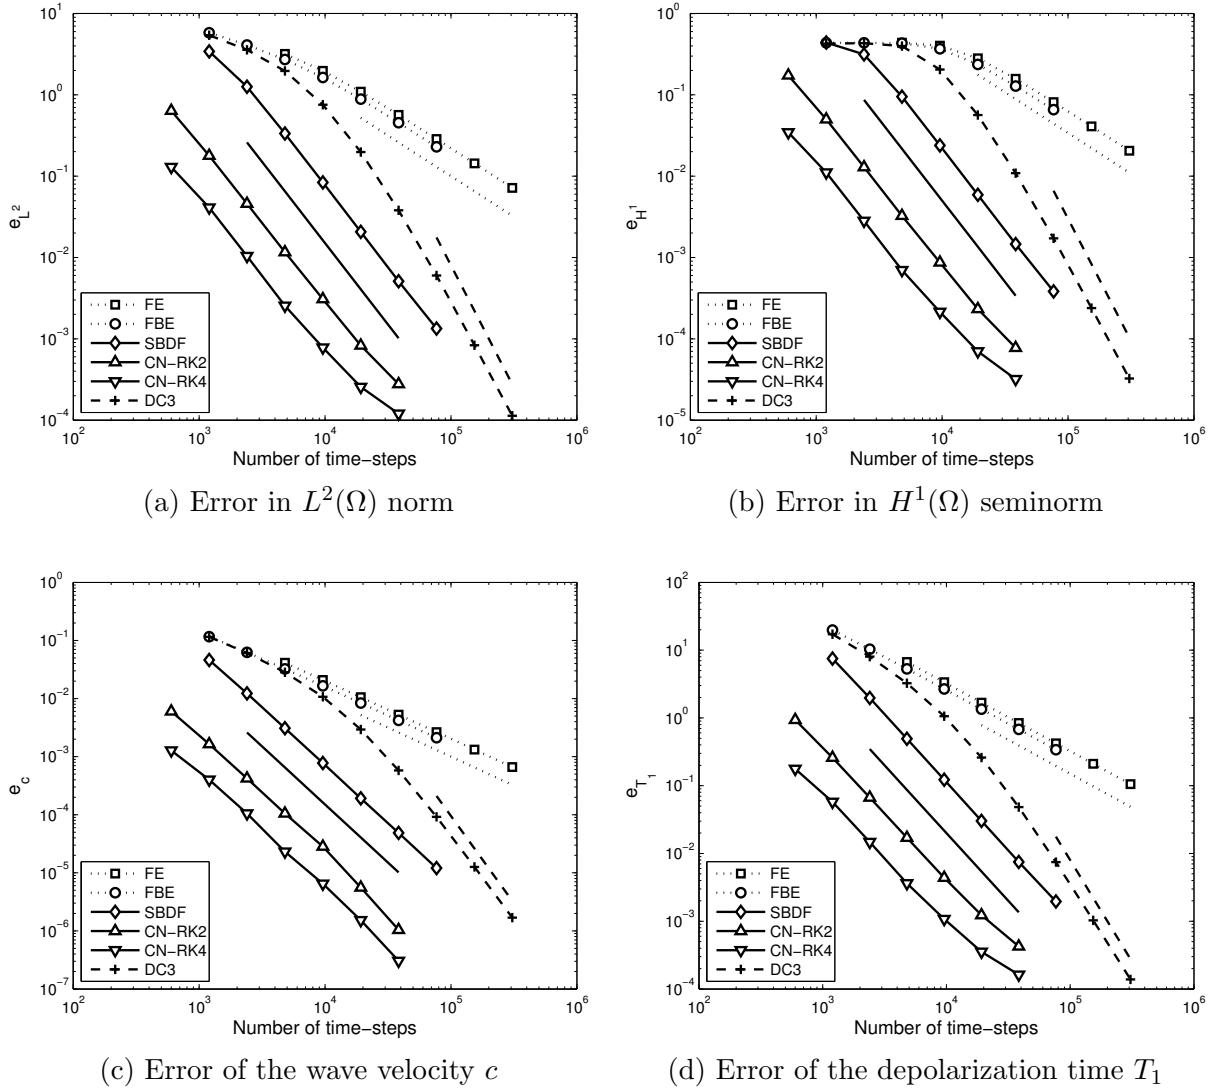 10^1
10^0
10^-1
10^-2
10^-3
10^-4
e_{L^2}
FE
FBE
SBDF
CN−RK2
CN−RK4
DC3
10^2 10^3 10^4 10^5 10^6
Number of time−steps
(a) Error in L^2(Ω) norm
10^1
10^0
10^-1
10^-2
10^-3
10^-4
10^-5
e_{H^1}
FE
FBE
SBDF
CN−RK2
CN−RK4
DC3
10^2 10^3 10^4 10^5 10^6
Number of time−steps
(b) Error in H^1(Ω) seminorm
10^0
10^-1
10^-2
10^-3
10^-4
10^-5
10^-6
10^-7
e_c
FE
FBE
SBDF
CN−RK2
CN−RK4
DC3
10^2 10^3 10^4 10^5 10^6
Number of time−steps
(c) Error of the wave velocity c
10^2
10^1
10^0
10^-1
10^-2
10^-3
10^-4
e_{T_1}
FE
FBE
SBDF
CN−RK2
CN−RK4
DC3
10^2 10^3 10^4 10^5 10^6
Number of time−steps
(d) Error of the depolarization time T_1